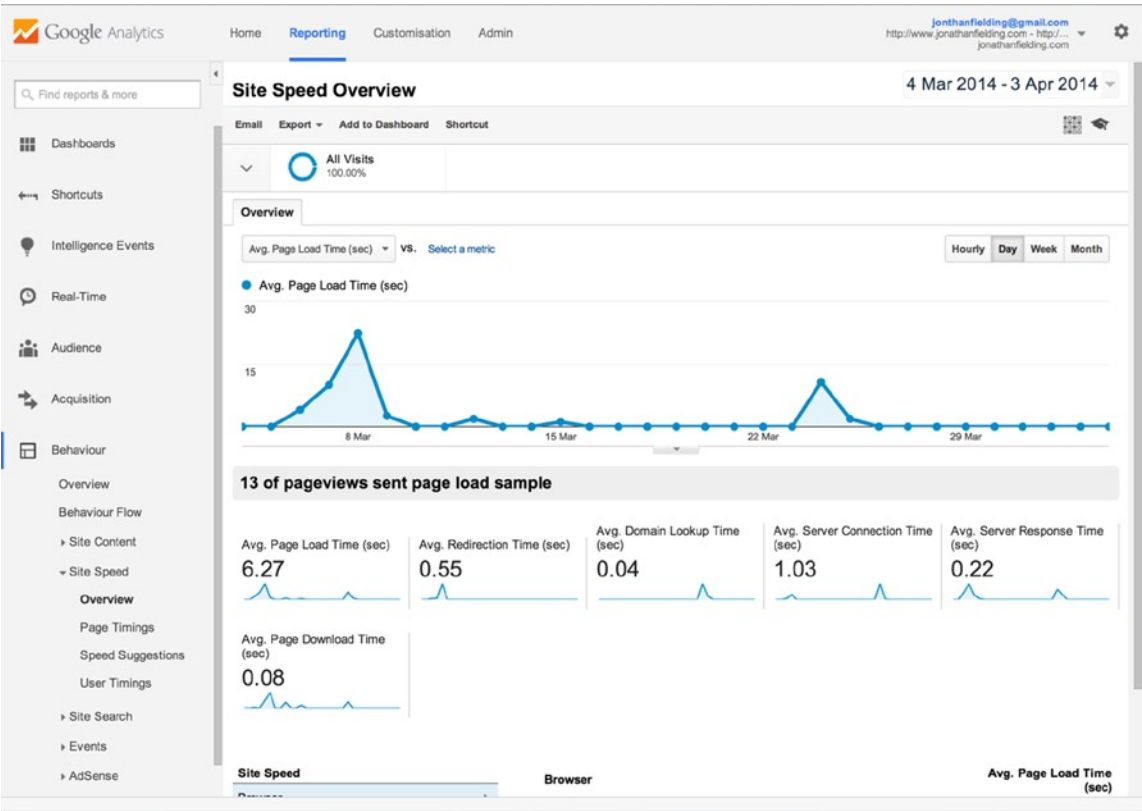 Google Analytics
Home Reporting Customisation Admin
jonthanfielding@gmail.com
http://www.jonathanfielding.com - http:/...
jonathanfielding.com
Find reports & more
Dashboards
Shortcuts
Intelligence Events
Real-Time
Audience
Acquisition
Behaviour
Overview
Behaviour Flow
Site Content
Site Speed
Overview
Page Timings
Speed Suggestions
User Timings
Site Search
Events
AdSense
Site Speed Overview
4 Mar 2014 - 3 Apr 2014
Email Export Add to Dashboard Shortcut
All Visits
100.00%
Overview
Avg. Page Load Time (sec) VS. Select a metric
Hourly Day Week Month
Avg. Page Load Time (sec)
30
15
8 Mar 15 Mar 22 Mar 29 Mar
13 of pageviews sent page load sample
Avg. Page Load Time (sec)
6.27
Avg. Redirection Time (sec)
0.55
Avg. Domain Lookup Time
(sec)
0.04
Avg. Server Connection Time
(sec)
1.03
Avg. Server Response Time
(sec)
0.22
Avg. Page Download Time
(sec)
0.08
Site Speed
Browser
Avg. Page Load Time
(sec)